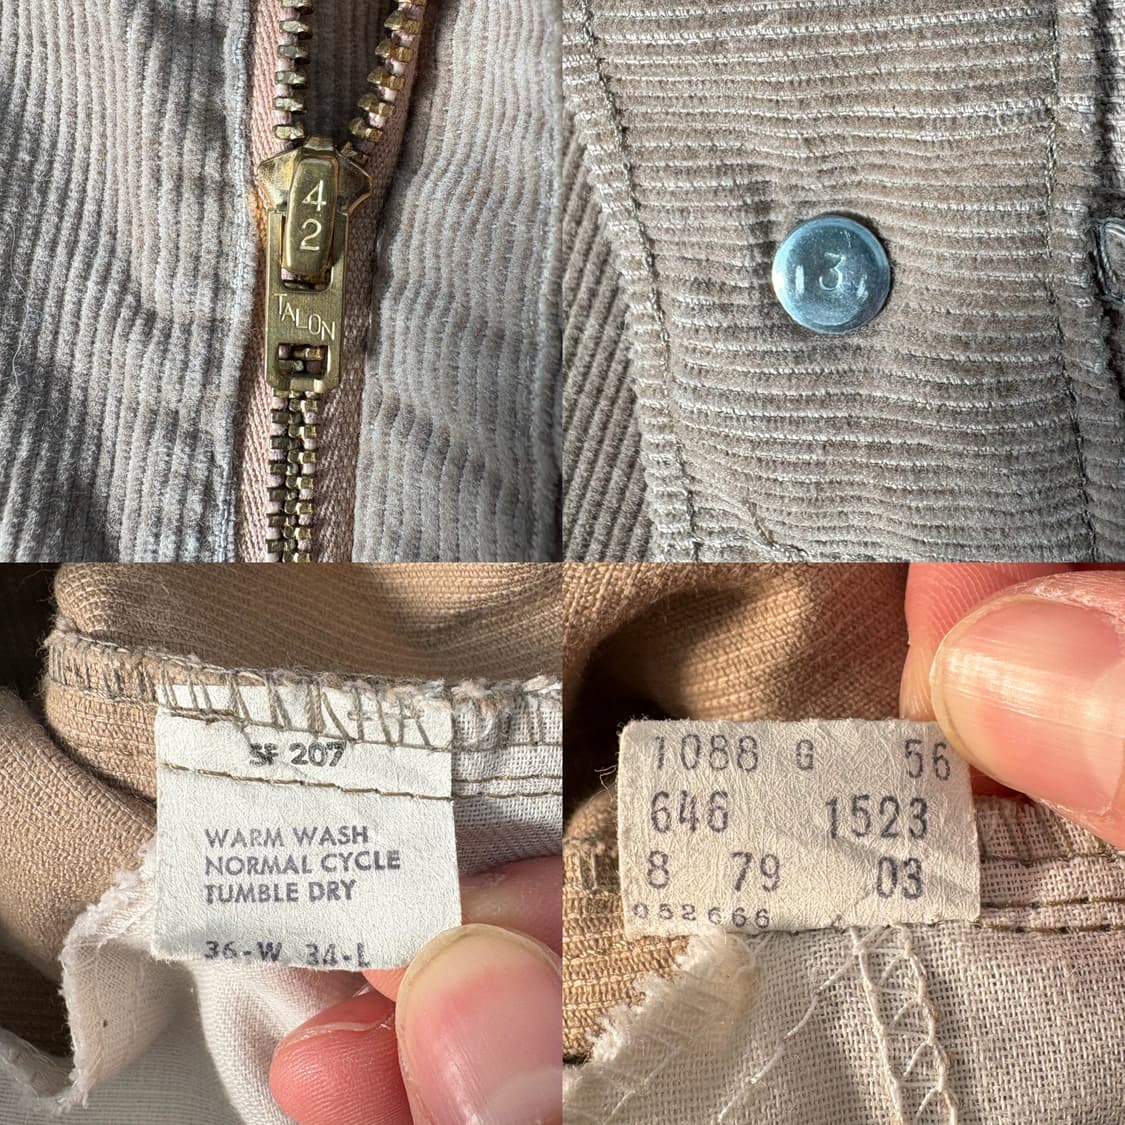 4
2
TALON
3
SF 207
WARM WASH
NORMAL CYCLE
TUMBLE DRY
36-W 34-L
1088 G 56
646 1523
8 79 03
052666